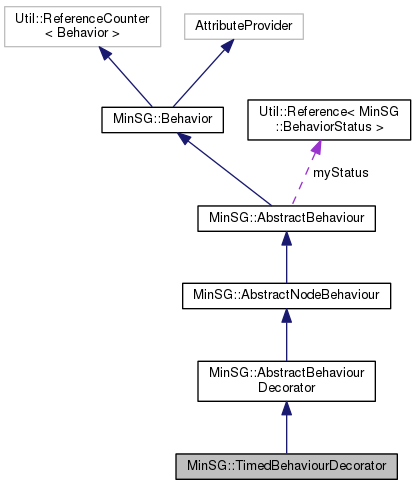 Util::ReferenceCounter
< Behavior >
AttributeProvider
MinSG::Behavior
Util::Reference< MinSG
::BehaviorStatus >
myStatus
MinSG::AbstractBehaviour
MinSG::AbstractNodeBehaviour
MinSG::AbstractBehaviour
Decorator
MinSG::TimedBehaviourDecorator